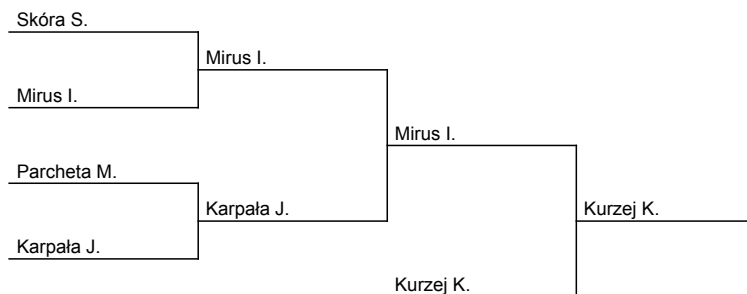 Skóra S.
Mirus I.
Mirus I.
Mirus I.
Parcheta M.
Karpała J.
Kurzej K.
Karpała J.
Kurzej K.